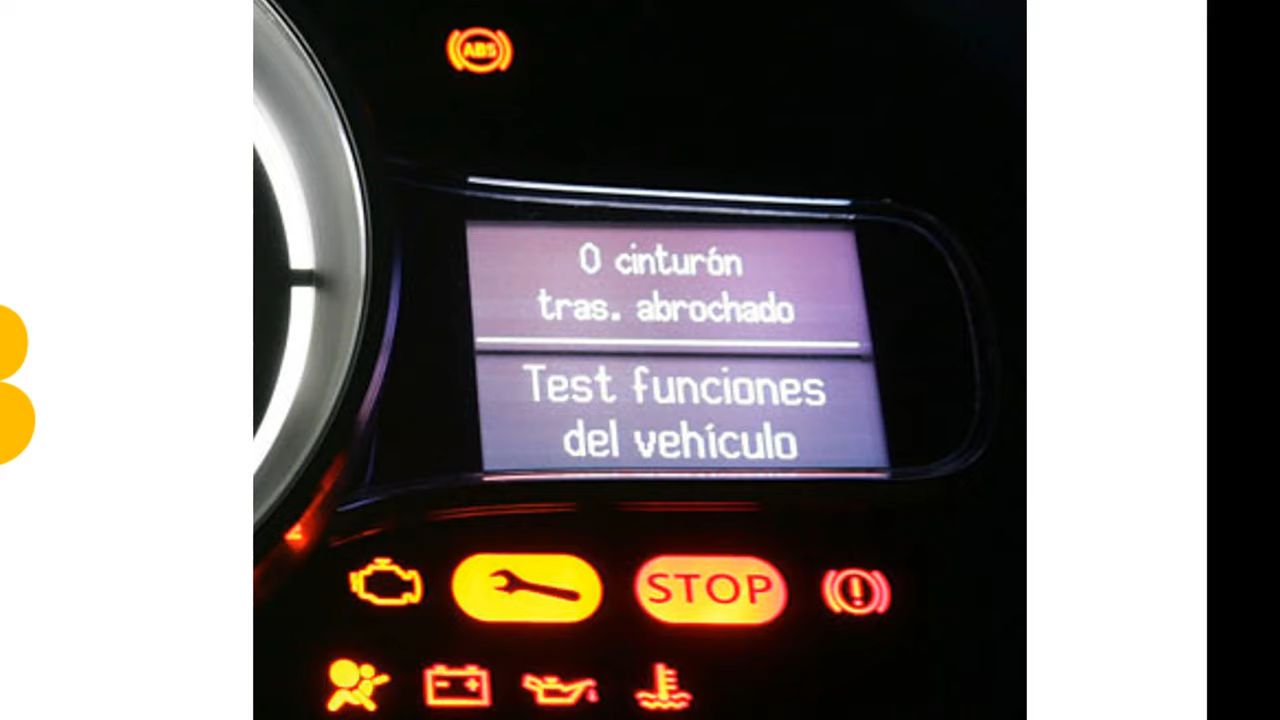 ABS
0 cinturón
tras. abrochado
Test funciones
del vehículo
STOP